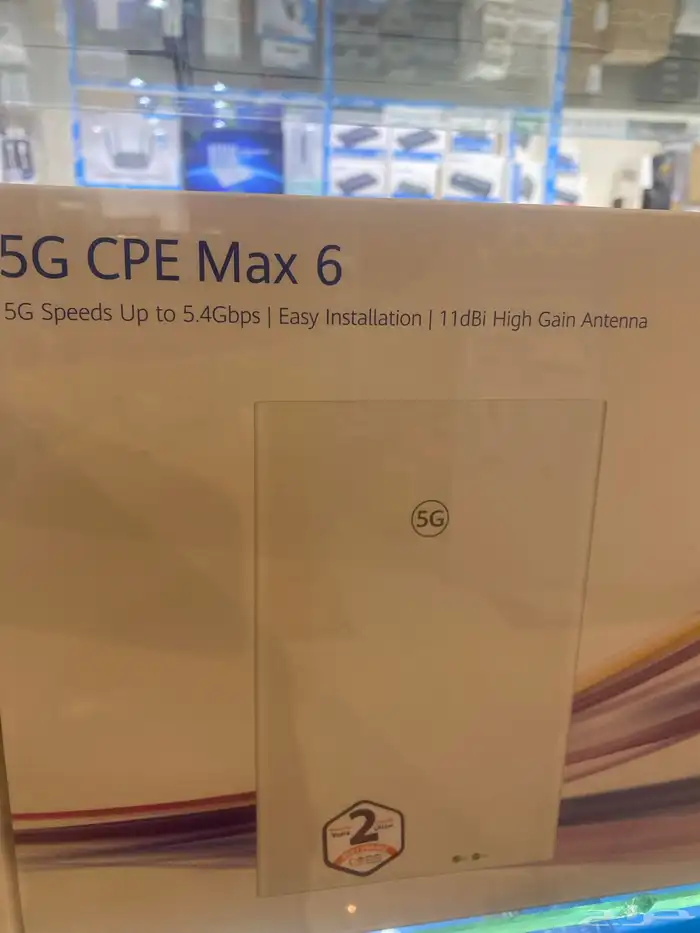 5G CPE Max 6
5G Speeds Up to 5.4Gbps | Easy Installation | 11dBi High Gain Antenna
5G
2